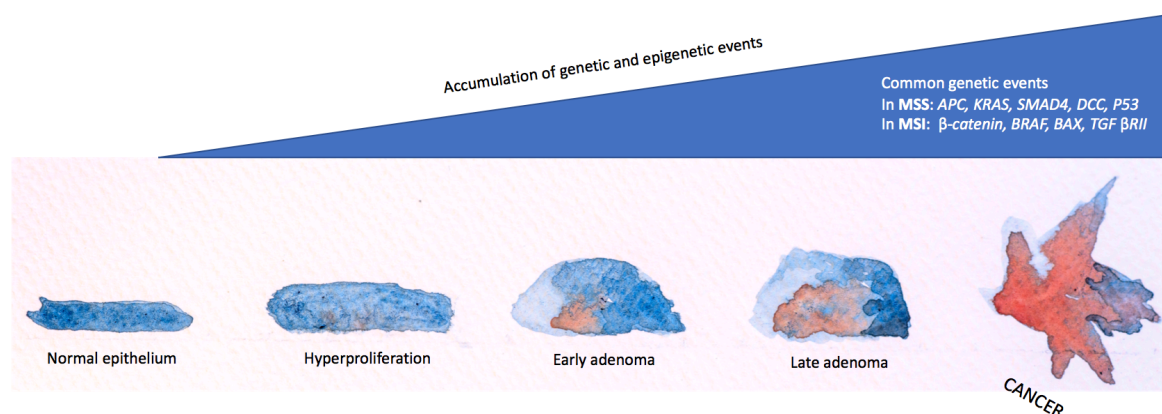 Accumulation of genetic and epigenetic events
Common genetic events
In MSS: APC, KRAS, SMAD4, DCC, P53
In MSI: β-catenin, BRAF, BAX, TGF βRII
Normal epithelium
Hyperproliferation
Early adenoma
Late adenoma
CANCER